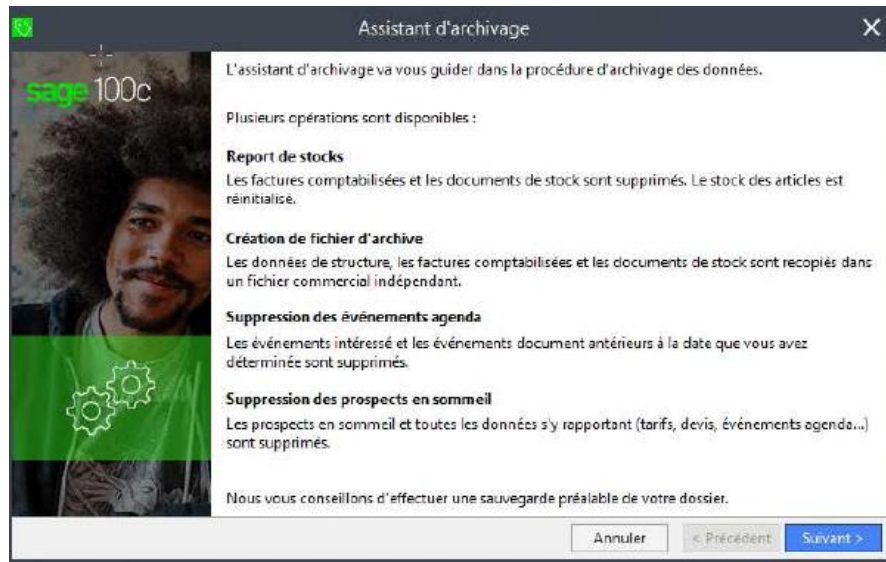 Assistant d'archivage
sage 100c
L'assistant d'archivage va vous guider dans la procédure d'archivage des données.
Plusieurs opérations sont disponibles :
Report de stocks
Les factures comptabilisées et les documents de stock sont supprimés. Le stock des articles est
réinitialisé.
Création de fichier d'archive
Les données de structure, les factures comptabilisées et les documents de stock sont recopiés dans
un fichier commercial indépendant.
Suppression des événements agenda
Les événements intéressé et les événements document antérieurs à la date que vous avez
déterminée sont supprimés.
Suppression des prospects en sommeil
Les prospects en sommeil et toutes les données s'y rapportant (tarifs, devis, événements agenda...)
sont supprimés.
Nous vous conseillons d'effectuer une sauvegarde préalable de votre dossier.
Annuler
< Précédent
Suivant >